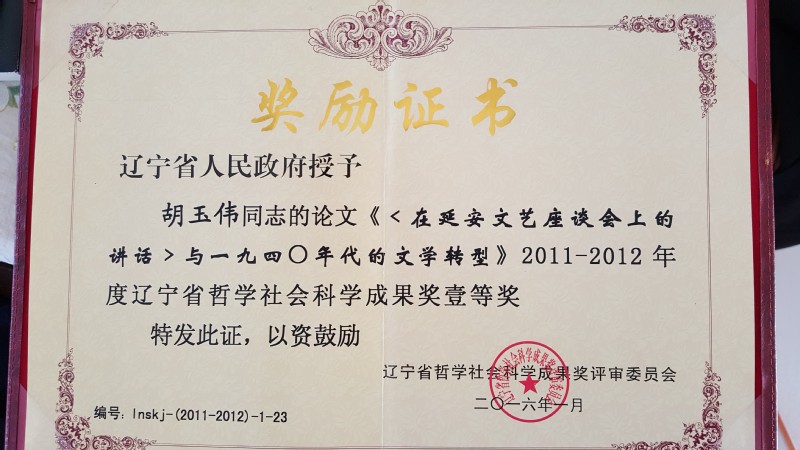 奖励证书
辽宁省人民政府授予
胡玉伟同志的论文《<在延安文艺座谈会上的
讲话>与一九四〇年代的文学转型》2011-2012年
度辽宁省哲学社会科学成果奖壹等奖
特发此证，以资鼓励
辽宁省哲学社会科学成果奖评审委员会
二〇一六年一月
编号：lnskj-(2011-2012)-1-23